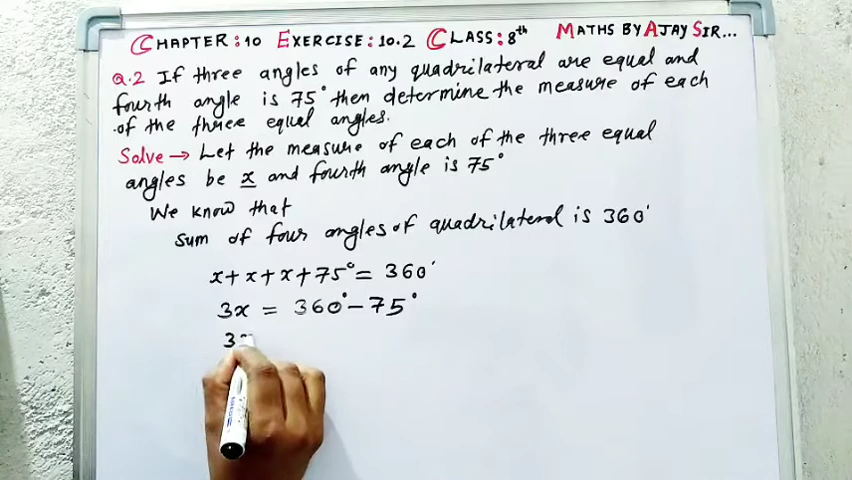 CHAPTER:10 EXERCISE:10.2 CLASS:8th MATHS BY AJAY SIR...
Q.2 If three angles of any quadrilateral are equal and
fourth angle is 75° then determine the measure of each
of the three equal angles.
Solve → Let the measure of each of the three equal
angles be x and fourth angle is 75°
We know that
sum of four angles of quadrilateral is 360°
x + x + x + 75° = 360°
3x = 360° - 75°
3x